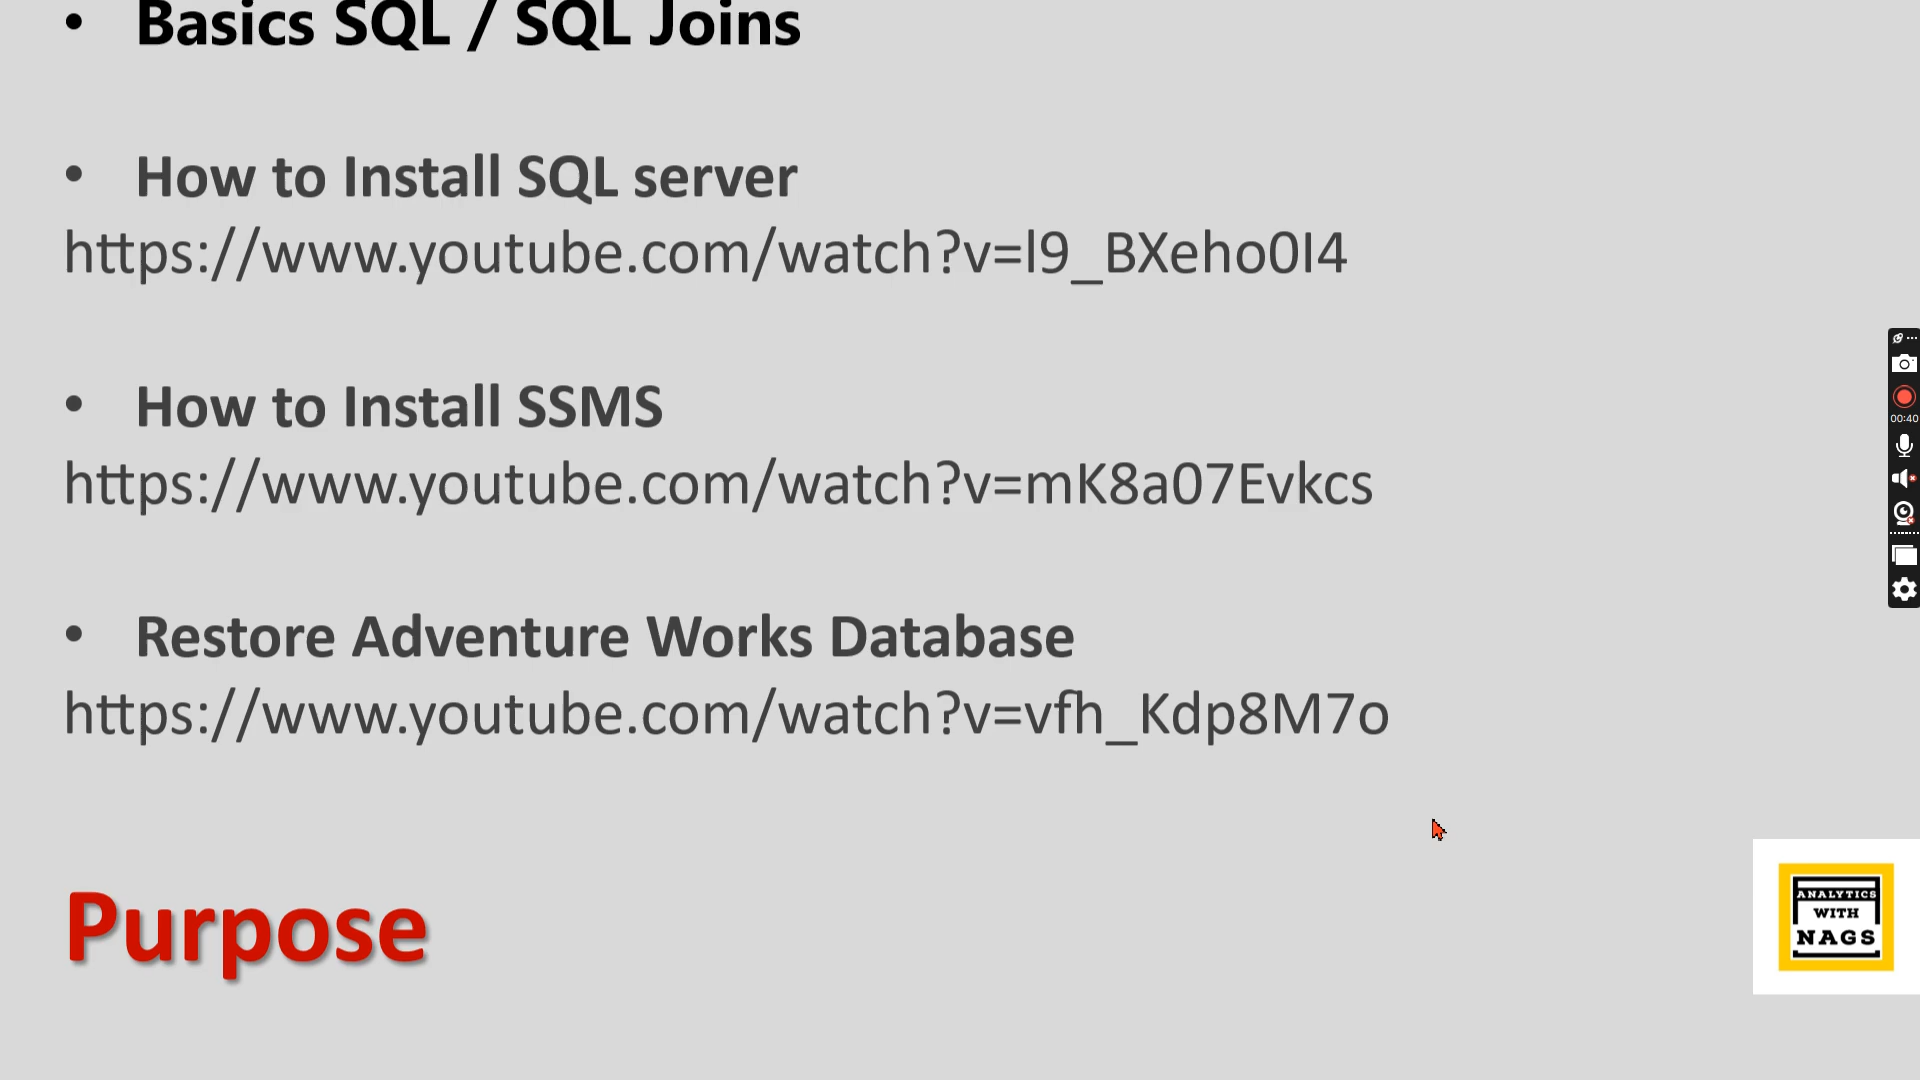 • Basics SQL / SQL Joins
• How to Install SQL server
https://www.youtube.com/watch?v=l9_BXeho0I4
• How to Install SSMS
https://www.youtube.com/watch?v=mK8a07Evkcs
• Restore Adventure Works Database
https://www.youtube.com/watch?v=vfh_Kdp8M7o
Purpose
00:40
ANALYTICS
WITH
NAGS